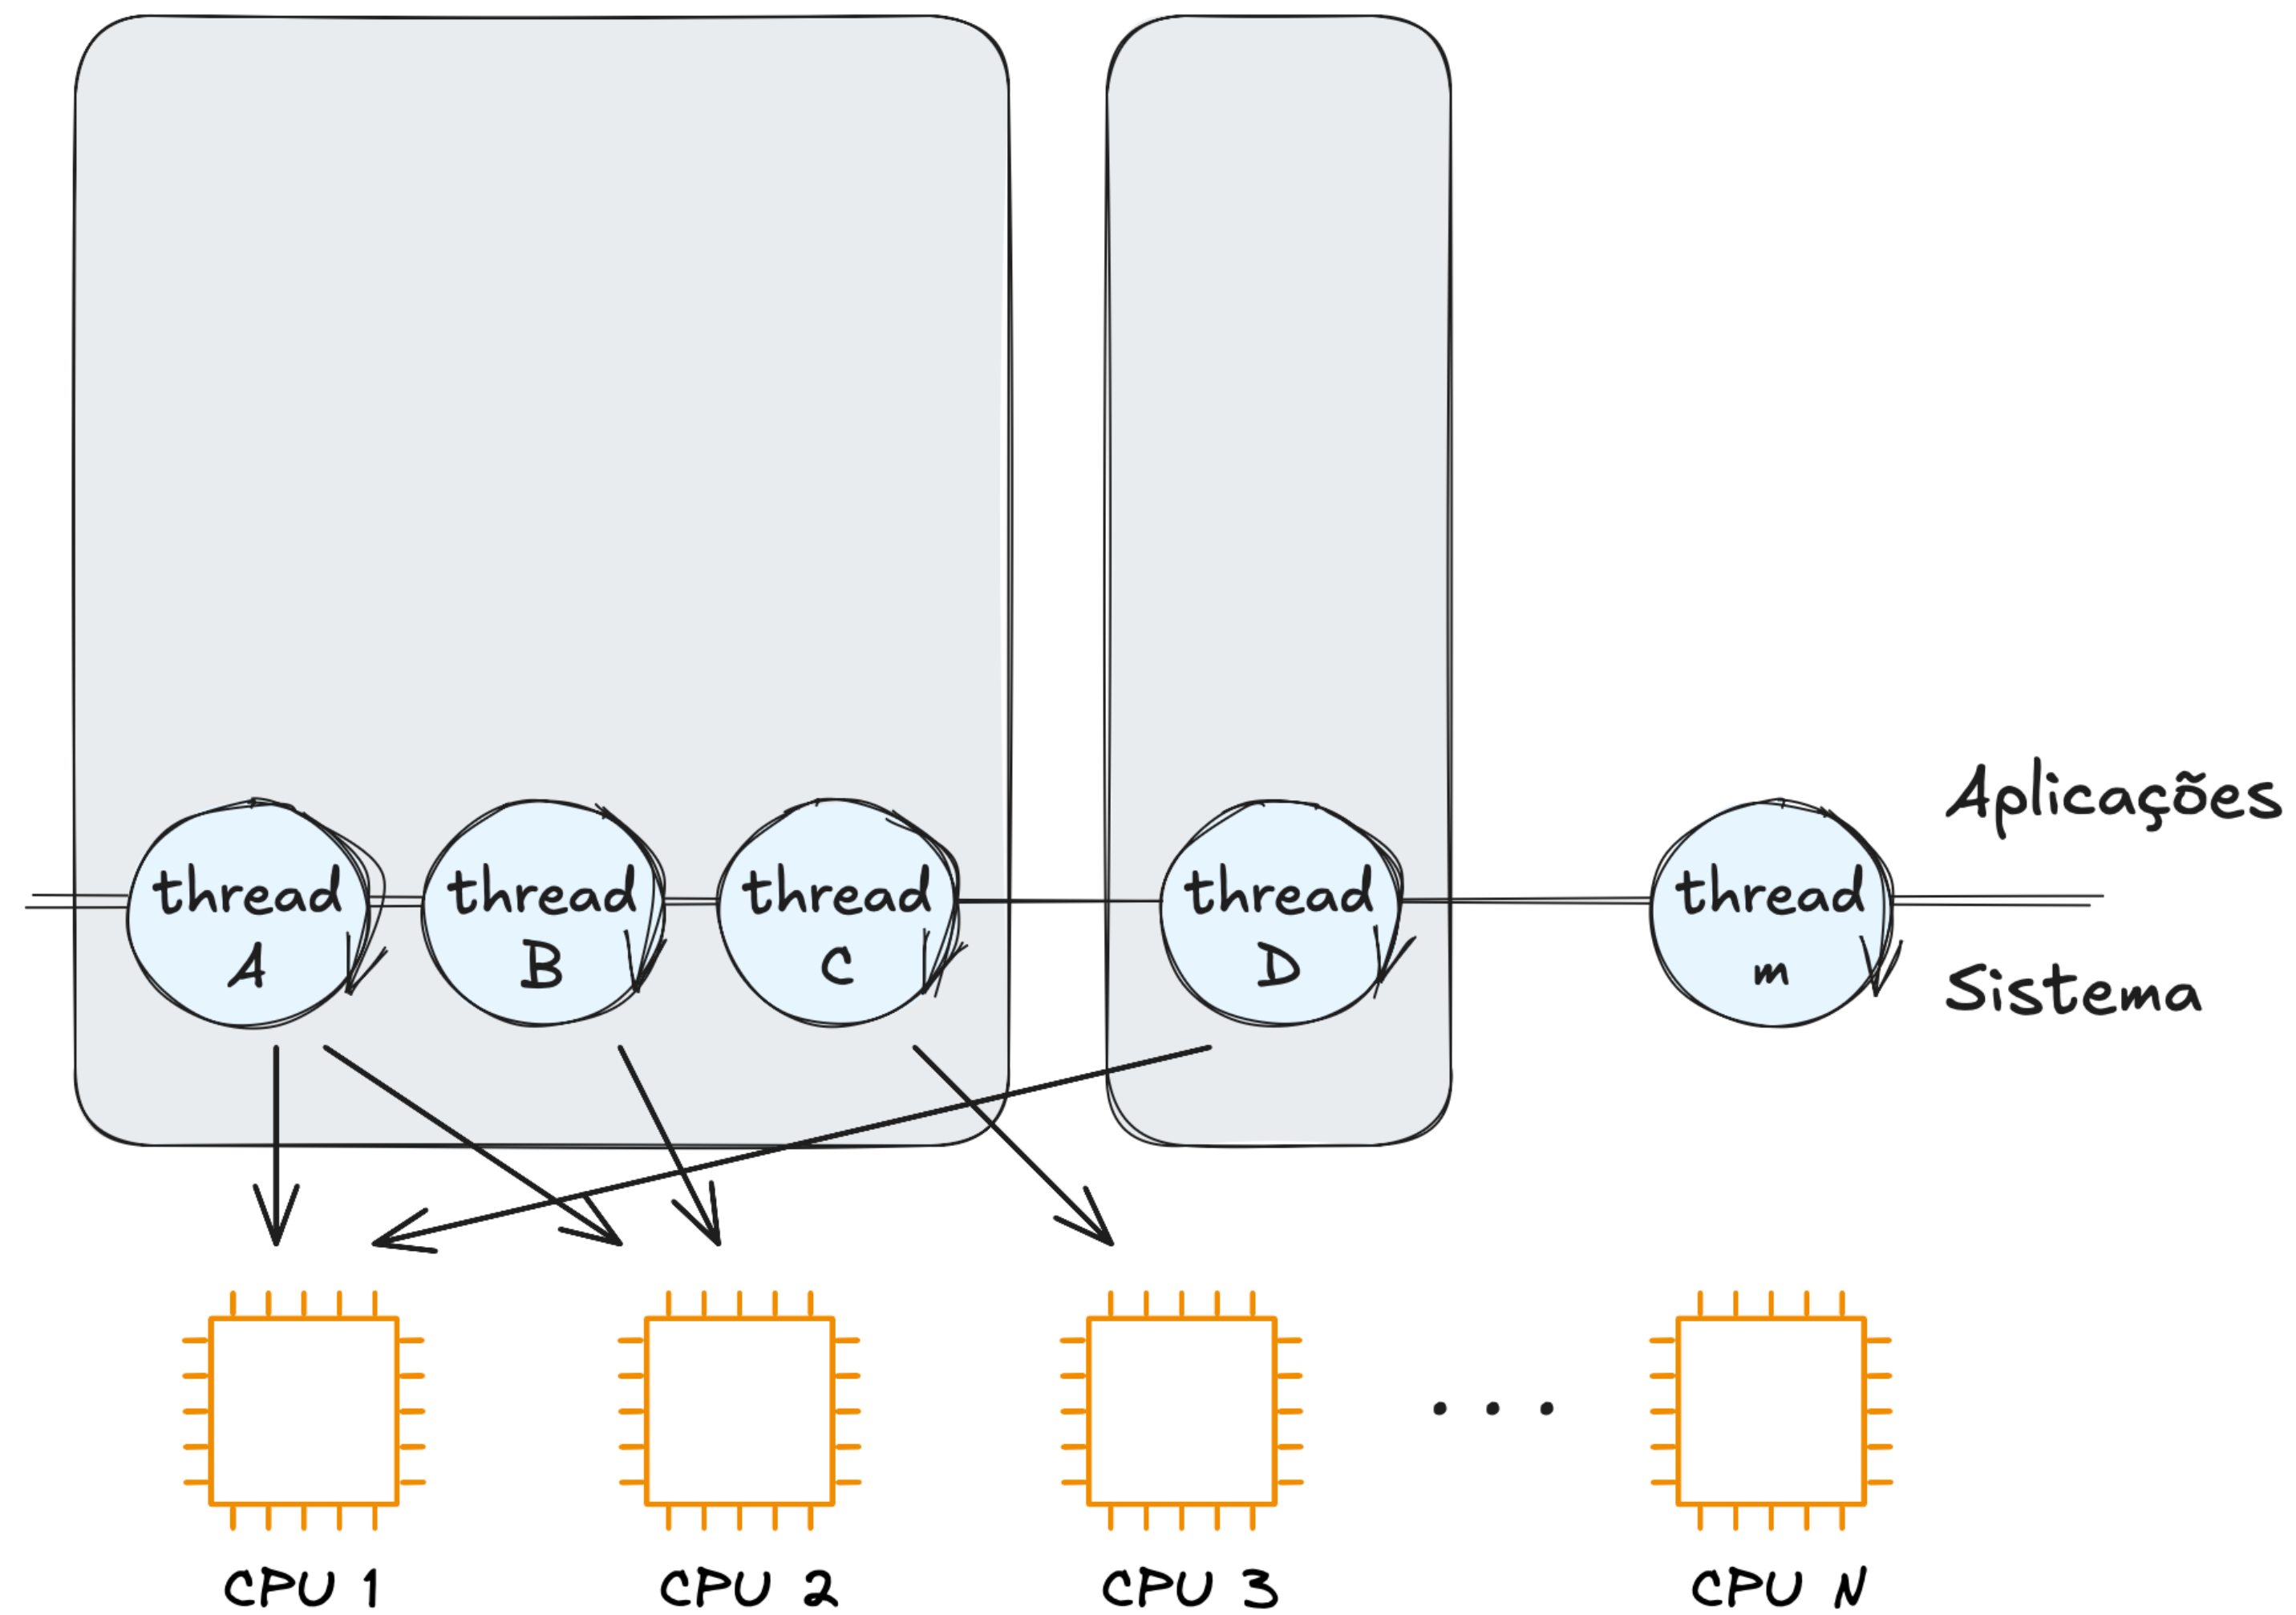 Aplicações
thread
A
thread
B
thread
C
thread
D
thread
m
Sistema
. . .
CPU 1
CPU 2
CPU 3
CPU N